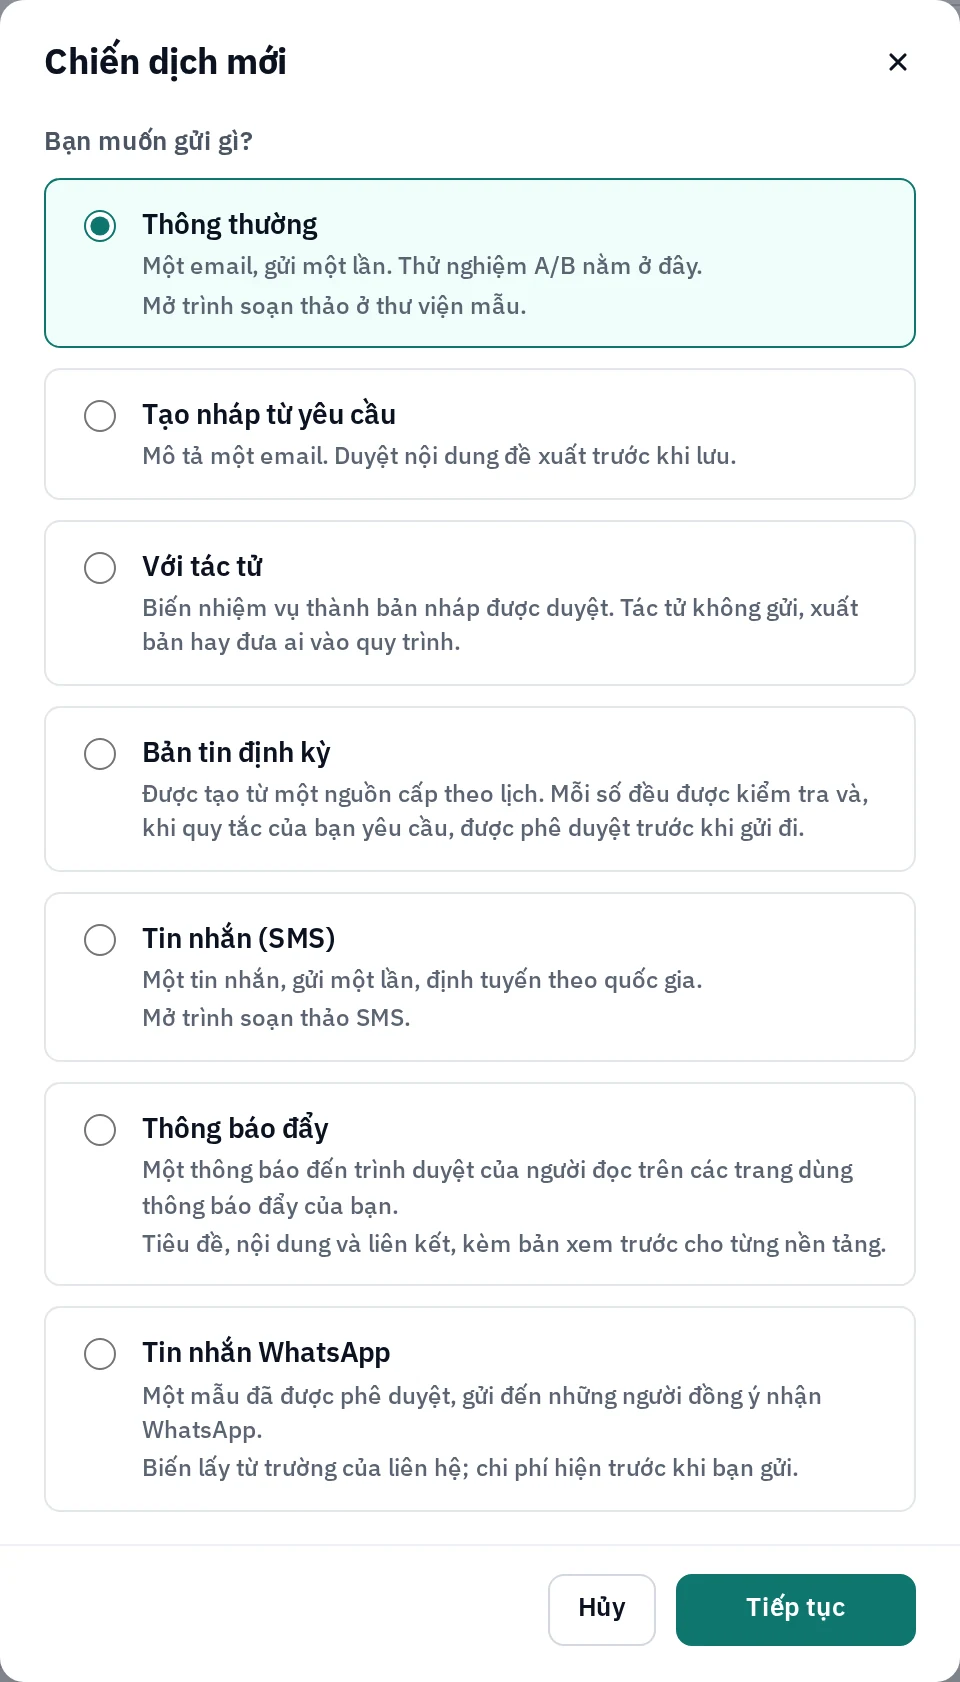 Chiến dịch mới
Bạn muốn gửi gì?
Thông thường
Một email, gửi một lần. Thử nghiệm A/B nằm ở đây.
Mở trình soạn thảo ở thư viện mẫu.
Tạo nháp từ yêu cầu
Mô tả một email. Duyệt nội dung đề xuất trước khi lưu.
Với tác tử
Biến nhiệm vụ thành bản nháp được duyệt. Tác tử không gửi, xuất
bản hay đưa ai vào quy trình.
Bản tin định kỳ
Được tạo từ một nguồn cấp theo lịch. Mỗi số đều được kiểm tra và,
khi quy tắc của bạn yêu cầu, được phê duyệt trước khi gửi đi.
Tin nhắn (SMS)
Một tin nhắn, gửi một lần, định tuyến theo quốc gia.
Mở trình soạn thảo SMS.
Thông báo đẩy
Một thông báo đến trình duyệt của người đọc trên các trang dùng
thông báo đẩy của bạn.
Tiêu đề, nội dung và liên kết, kèm bản xem trước cho từng nền tảng.
Tin nhắn WhatsApp
Một mẫu đã được phê duyệt, gửi đến những người đồng ý nhận
WhatsApp.
Biến lấy từ trường của liên hệ; chi phí hiện trước khi bạn gửi.
Hủy
Tiếp tục